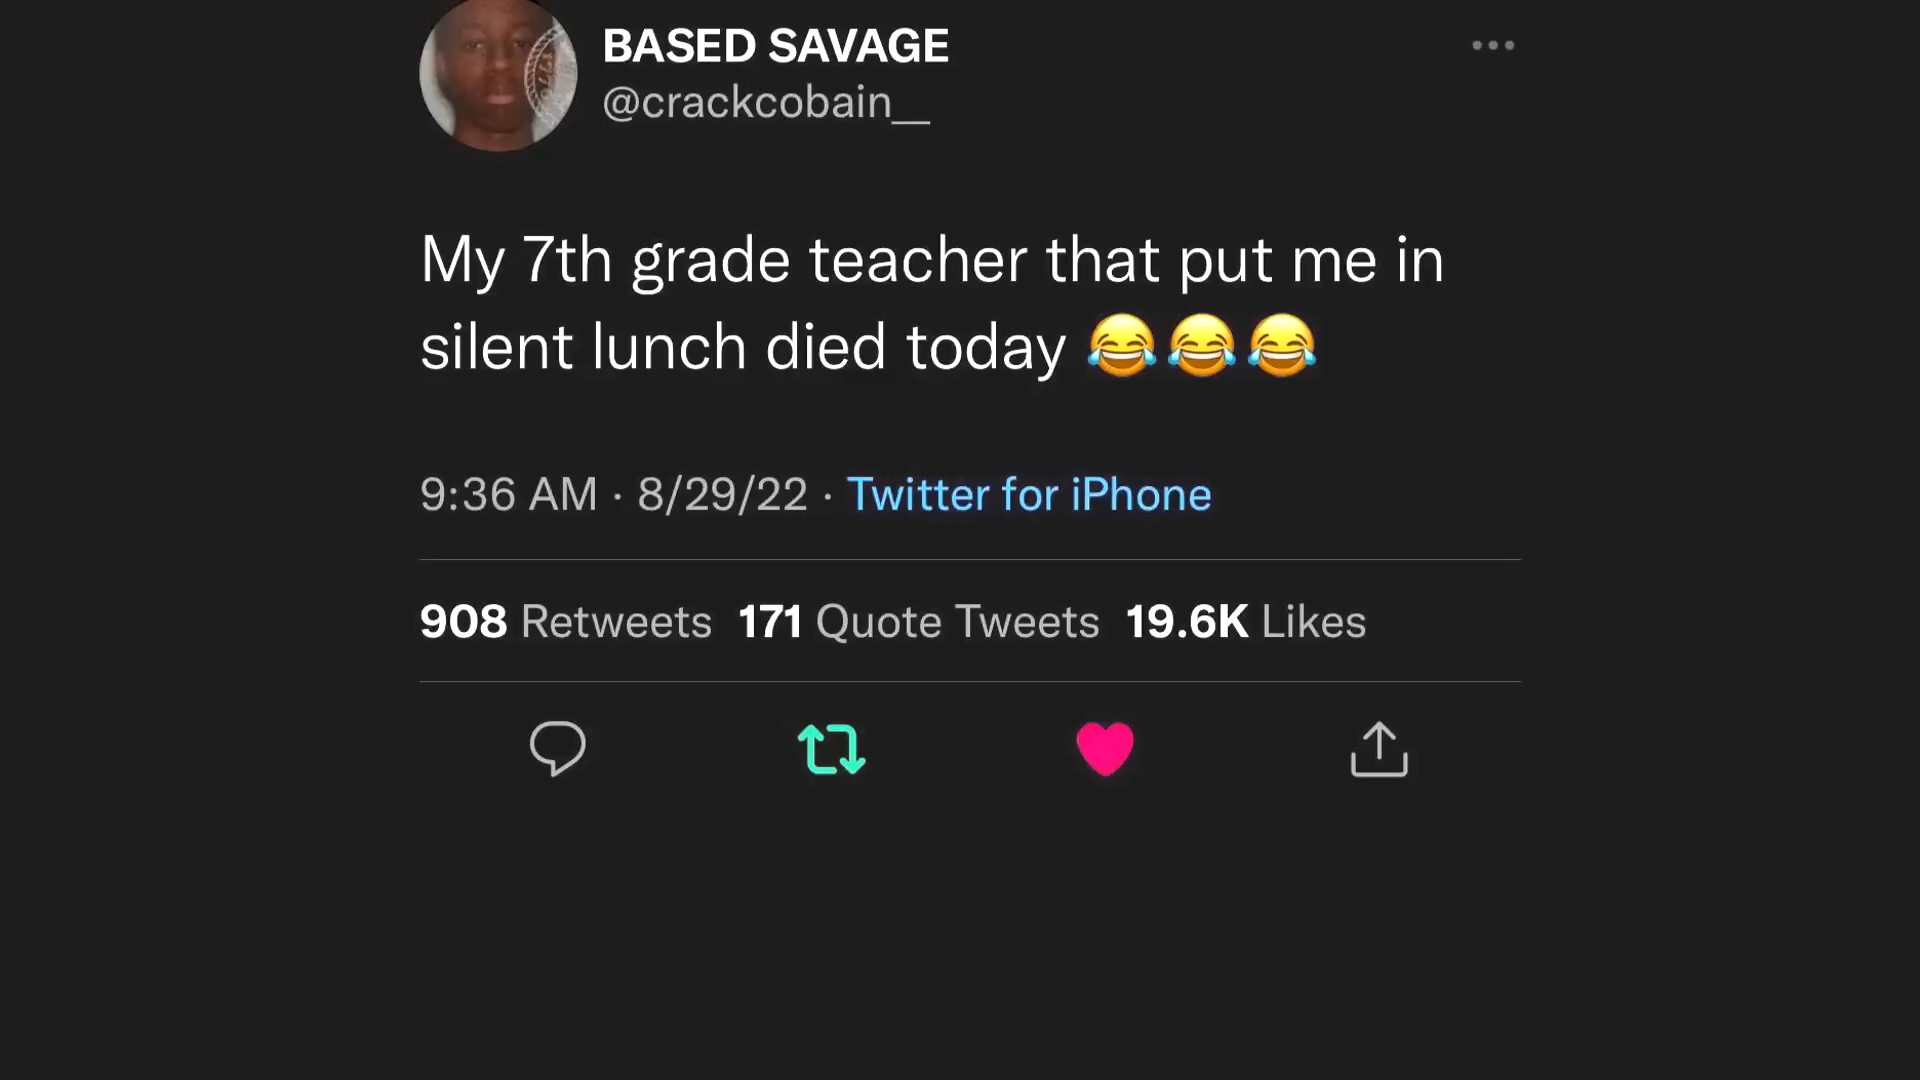 BASED SAVAGE
@crackcobain__
My 7th grade teacher that put me in
silent lunch died today 😂😂😂
9:36 AM · 8/29/22 · Twitter for iPhone
908 Retweets 171 Quote Tweets 19.6K Likes